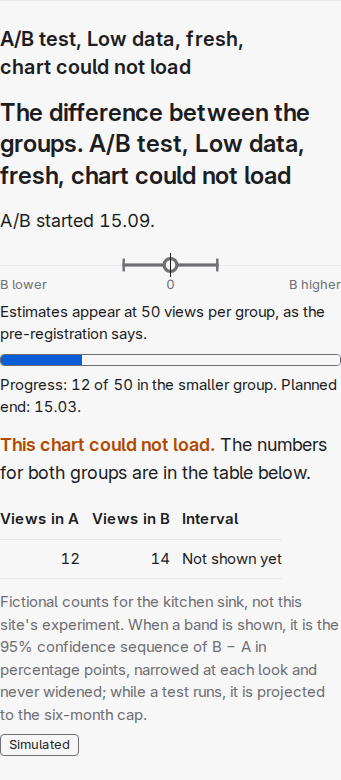 A/B test, Low data, fresh,
chart could not load
The difference between the
groups. A/B test, Low data,
fresh, chart could not load
A/B started 15.09.
B lower 0 B higher
Estimates appear at 50 views per group, as the
pre-registration says.
Progress: 12 of 50 in the smaller group. Planned
end: 15.03.
This chart could not load. The numbers
for both groups are in the table below.
Views in A Views in B Interval
12 14 Not shown yet
Fictional counts for the kitchen sink, not this
site's experiment. When a band is shown, it is the
95% confidence sequence of B − A in
percentage points, narrowed at each look and
never widened; while a test runs, it is projected
to the six-month cap.
Simulated